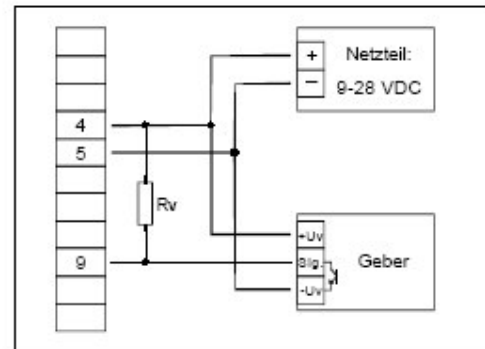 +
Netzteil:
–
9-28 VDC
4
5
Rv
+Uv
9
Sig.
Geber
-Uv